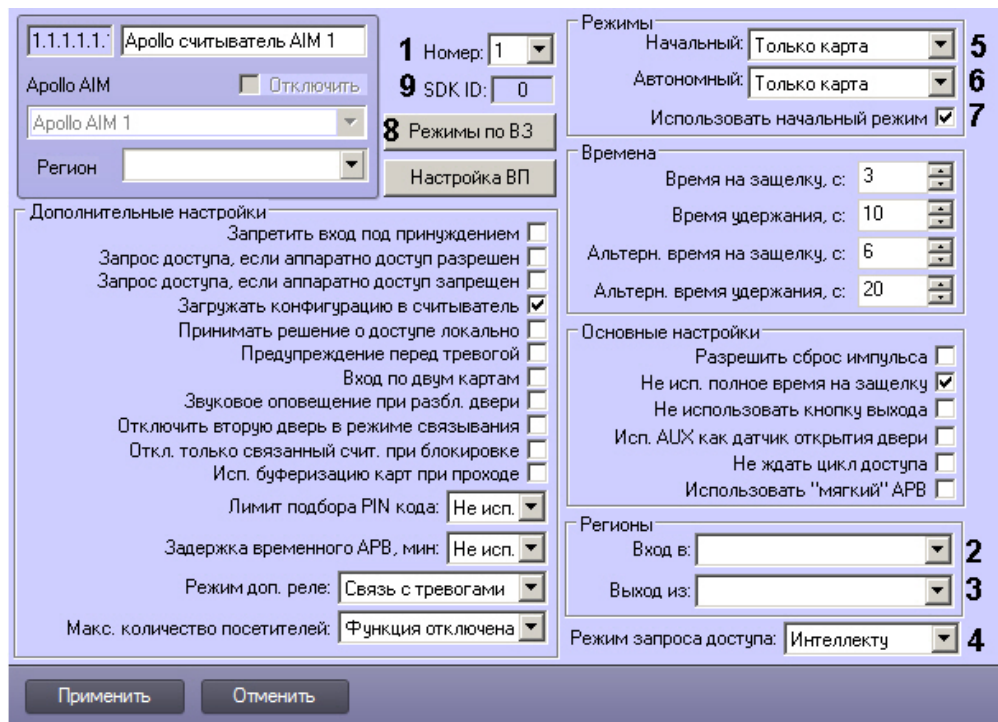 1.1.1.1.1 Apollo считыватель AIM 1
Apollo AIM Отключить
Apollo AIM 1
Регион
1 Номер: 1
9 SDK ID: 0
8 Режимы по ВЗ
Настройка ВП
Дополнительные настройки
Запретить вход под принуждением
Запрос доступа, если аппаратно доступ разрешен
Запрос доступа, если аппаратно доступ запрещен
Загружать конфигурацию в считыватель
Принимать решение о доступе локально
Предупреждение перед тревогой
Вход по двум картам
Звуковое оповещение при разбл. двери
Отключить вторую дверь в режиме связывания
Откл. только связанный счит. при блокировке
Исп. буферизацию карт при проходе
Лимит подбора PIN кода: Не исп.
Задержка временного APB, мин: Не исп.
Режим доп. реле: Связь с тревогами
Макс. количество посетителей: Функция отключена
Режимы
Начальный: Только карта 5
Автономный: Только карта 6
Использовать начальный режим 7
Времена
Время на защелку, с: 3
Время удержания, с: 10
Альтерн. время на защелку, с: 6
Альтерн. время удержания, с: 20
Основные настройки
Разрешить сброс импульса
Не исп. полное время на защелку
Не использовать кнопку выхода
Исп. AUX как датчик открытия двери
Не ждать цикл доступа
Использовать "мягкий" APB
Регионы
Вход в: 2
Выход из: 3
Режим запроса доступа: Интеллекту 4
Применить Отменить